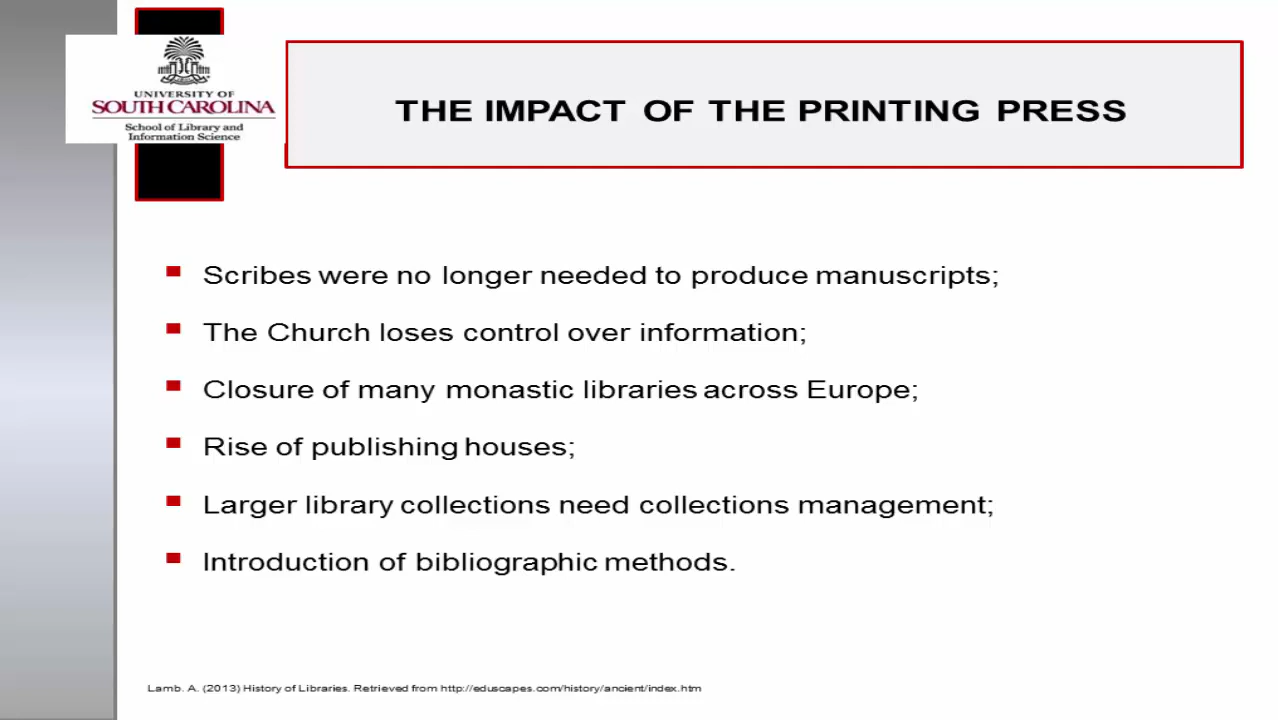 UNIVERSITY OF
SOUTH CAROLINA
School of Library and
Information Science
THE IMPACT OF THE PRINTING PRESS
Scribes were no longer needed to produce manuscripts;
The Church loses control over information;
Closure of many monastic libraries across Europe;
Rise of publishing houses;
Larger library collections need collections management;
Introduction of bibliographic methods.
Lamb. A. (2013) History of Libraries. Retrieved from http://eduscapes.com/history/ancient/index.htm